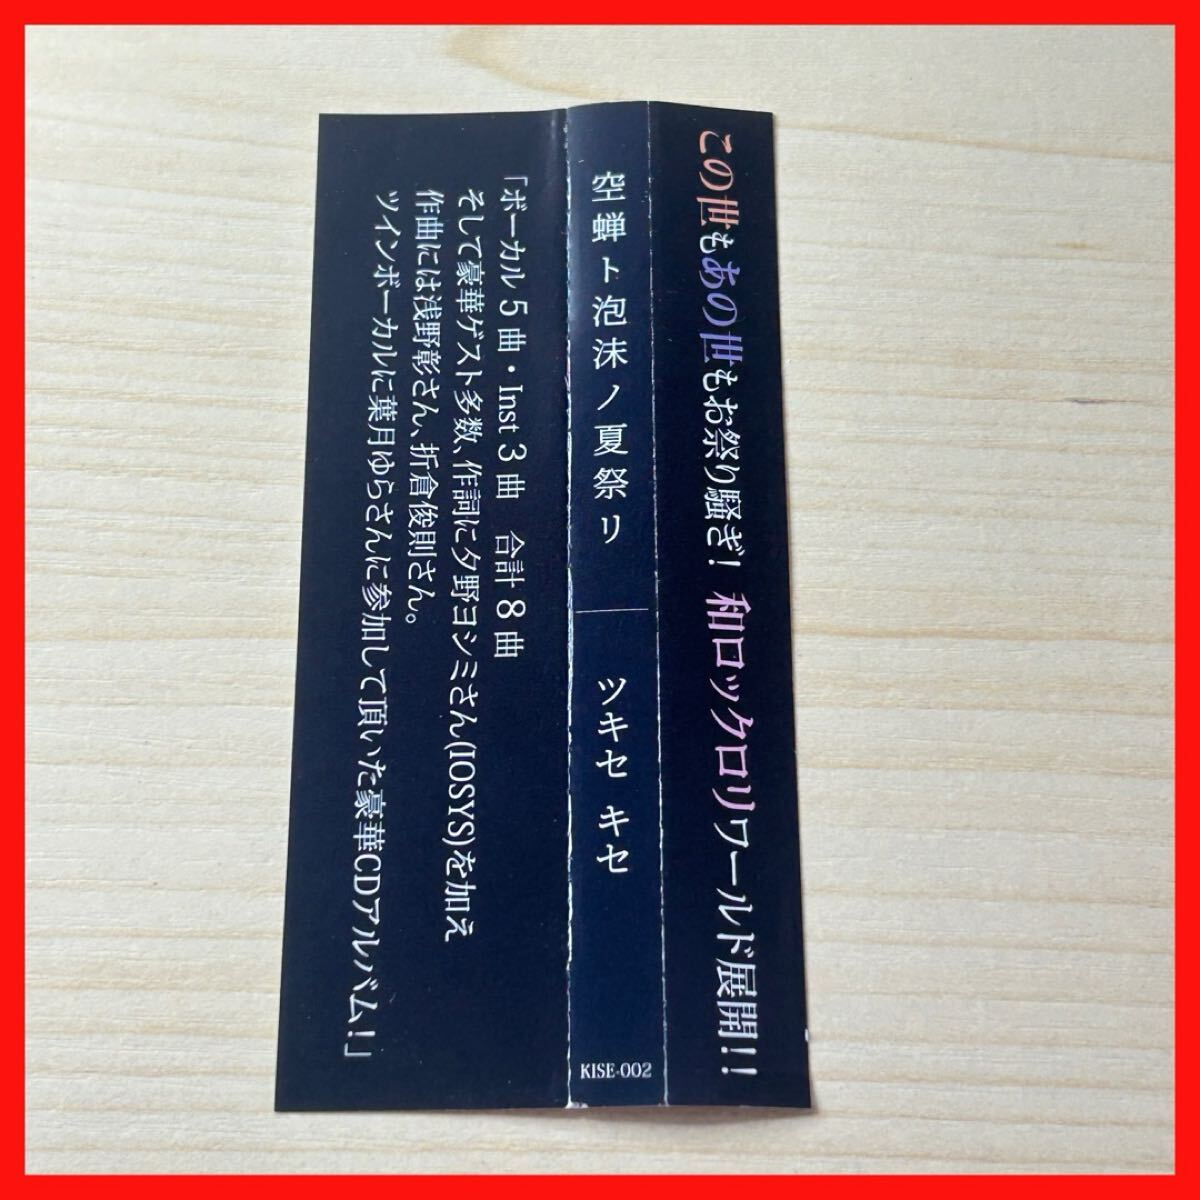 この世もあの世もお祭り騒ぎ！ 和ロックロリワールド展開！！
空蝉ト泡沫ノ夏祭リ ツキセ キセ
KISE-002
「ボーカル5曲・Inst 3曲 合計8曲
そして豪華ゲスト多数、作詞に夕野ヨシミさん(IOSYS)を加え
作曲には浅野彰さん、折倉俊則さん。
ツインボーカルに葉月ゆらさんに参加して頂いた豪華CDアルバム！」